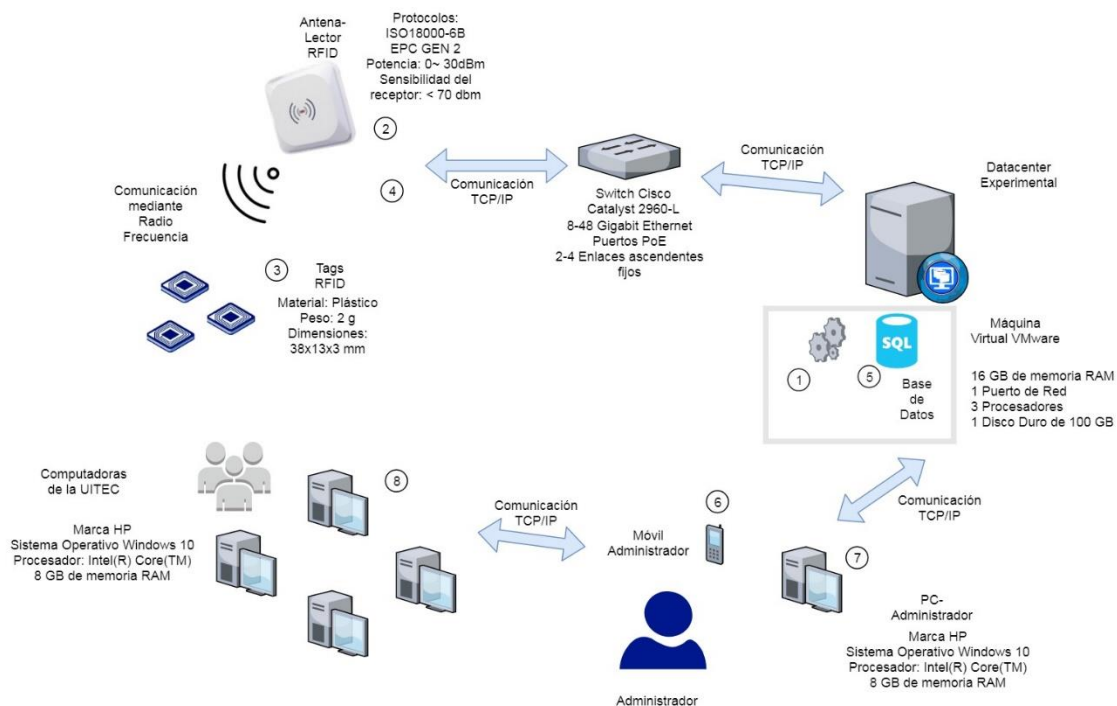 Antena-
Lector
RFID
Protocolos:
ISO18000-6B
EPC GEN 2
Potencia: 0~ 30dBm
Sensibilidad del
receptor: < 70 dbm
2
4
Comunicación
TCP/IP
Comunicación
mediante
Radio
Frecuencia
3
Tags
RFID
Material: Plástico
Peso: 2 g
Dimensiones:
38x13x3 mm
Switch Cisco
Catalyst 2960-L
8-48 Gigabit Ethernet
Puertos PoE
2-4 Enlaces ascendentes
fijos
Comunicación
TCP/IP
Datacenter
Experimental
1
SQL
5
Base
de
Datos
Máquina
Virtual VMware
16 GB de memoria RAM
1 Puerto de Red
3 Procesadores
1 Disco Duro de 100 GB
Comunicación
TCP/IP
Computadoras
de la UITEC
8
Marca HP
Sistema Operativo Windows 10
Procesador: Intel(R) Core(TM)
8 GB de memoria RAM
Comunicación
TCP/IP
6
Móvil
Administrador
7
PC-
Administrador
Marca HP
Sistema Operativo Windows 10
Procesador: Intel(R) Core(TM)
8 GB de memoria RAM
Administrador